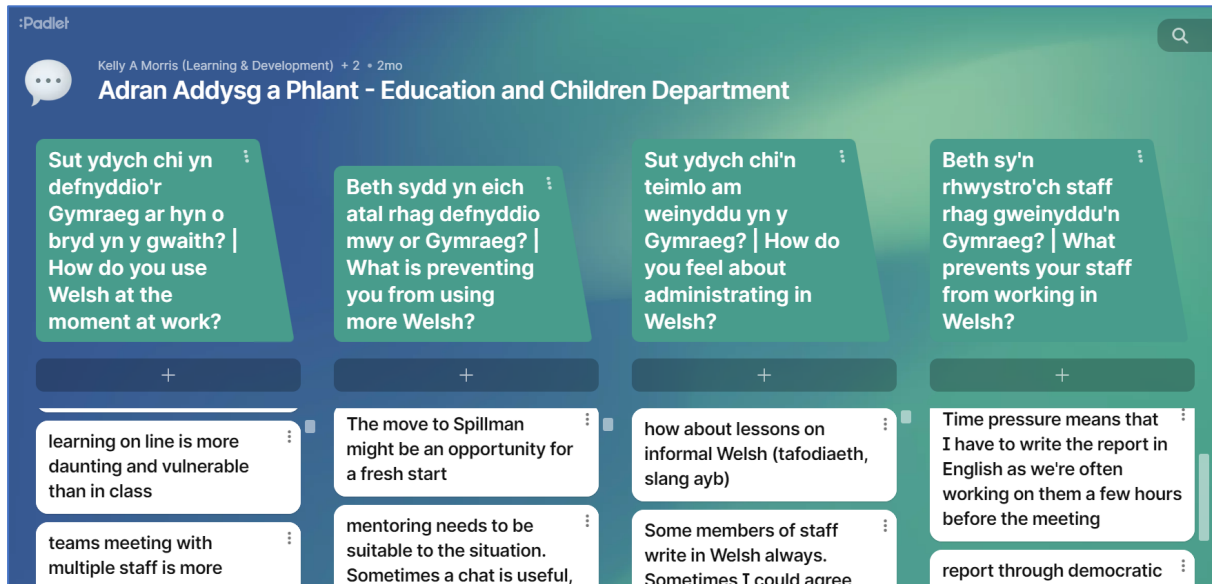 :Padlet
Kelly A Morris (Learning & Development) + 2 • 2mo
Adran Addysg a Phlant - Education and Children Department
Sut ydych chi yn
defnyddio'r
Gymraeg ar hyn o
bryd yn y gwaith? |
How do you use
Welsh at the
moment at work?
+
learning on line is more
daunting and vulnerable
than in class
teams meeting with
multiple staff is more
Beth sydd yn eich
atal rhag defnyddio
mwy or Gymraeg? |
What is preventing
you from using
more Welsh?
+
The move to Spillman
might be an opportunity for
a fresh start
mentoring needs to be
suitable to the situation.
Sometimes a chat is useful,
Sut ydych chi'n
teimlo am
weinyddu yn y
Gymraeg? | How do
you feel about
administrating in
Welsh?
+
how about lessons on
informal Welsh (tafodiaeth,
slang ayb)
Some members of staff
write in Welsh always.
Sometimes I could agree
Beth sy'n
rhwystro'ch staff
rhag gweinyddu'n
Gymraeg? | What
prevents your staff
from working in
Welsh?
+
Time pressure means that
I have to write the report in
English as we're often
working on them a few hours
before the meeting
report through democratic